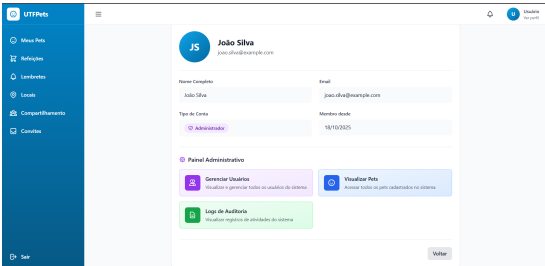 UTFPets
Usuário
Ver perfil
Meus Pets
Refeições
Lembretes
Locais
Compartilhamento
Convites
Sair
U
JS
João Silva
joao.silva@example.com
Nome Completo
Email
João Silva
joao.silva@example.com
Tipo de Conta
Membro desde
Administrador
18/10/2025
Painel Administrativo
Gerenciar Usuários
Visualizar e gerenciar todos os usuários do sistema
Visualizar Pets
Acessar todos os pets cadastrados no sistema
Logs de Auditoria
Visualizar registros de atividades do sistema
Voltar